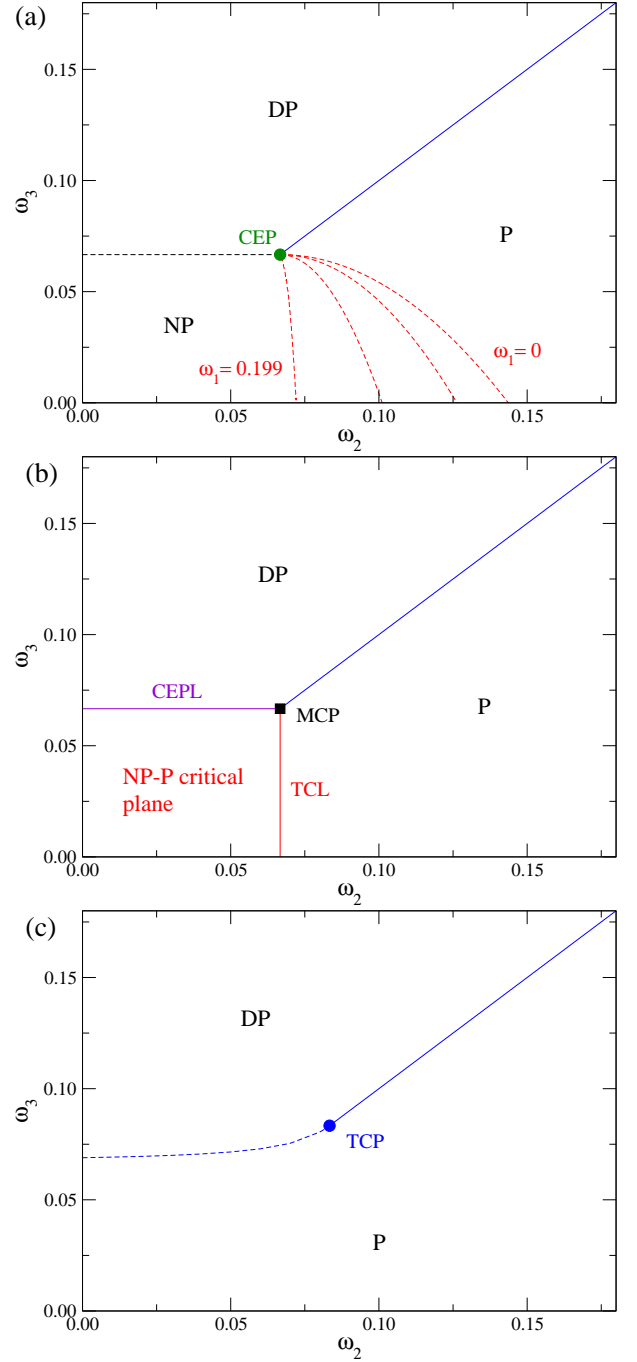 (a)
DP
0.15
0.10
ω3
CEP
P
0.05
NP
ω1= 0.199
ω1= 0
0.00
0.00 0.05 0.10 0.15
ω2
(b)
0.15
DP
0.10
ω3
CEPL
MCP
P
0.05
NP-P critical
plane
TCL
0.00
0.00 0.05 0.10 0.15
ω2
(c)
0.15
DP
0.10
ω3
TCP
0.05
P
0.00
0.00 0.05 0.10 0.15
ω2